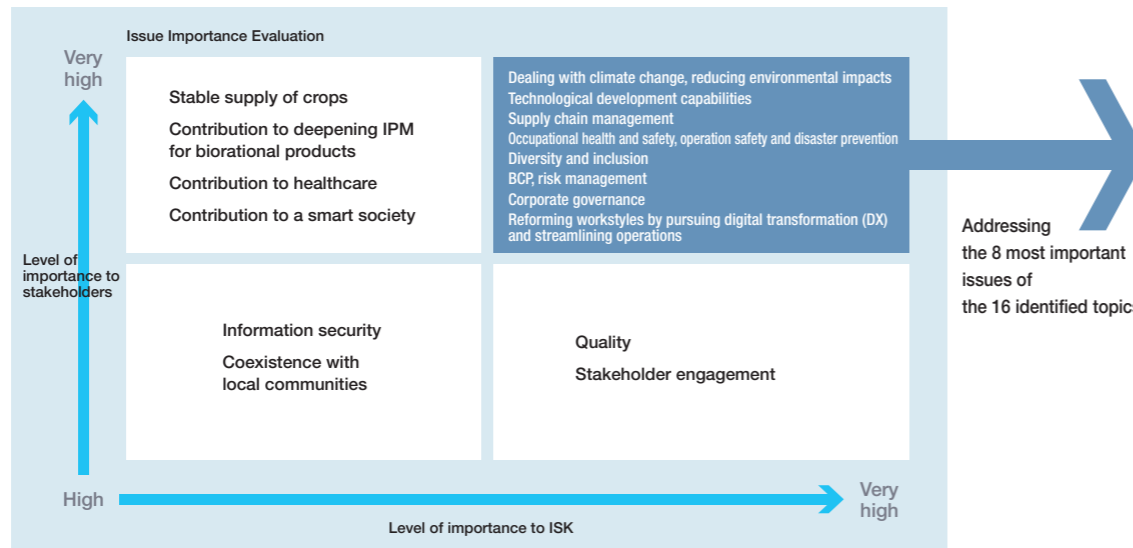 Issue Importance Evaluation
Very
high
Stable supply of crops
Contribution to deepening IPM
for biorational products
Contribution to healthcare
Contribution to a smart society
Dealing with climate change, reducing environmental impacts
Technological development capabilities
Supply chain management
Occupational health and safety, operation safety and disaster prevention
Diversity and inclusion
BCP, risk management
Corporate governance
Reforming workstyles by pursuing digital transformation (DX)
and streamlining operations
Addressing
the 8 most important
issues of
the 16 identified topics
Level of
importance to
stakeholders
Information security
Coexistence with
local communities
Quality
Stakeholder engagement
High
Very
high
Level of importance to ISK